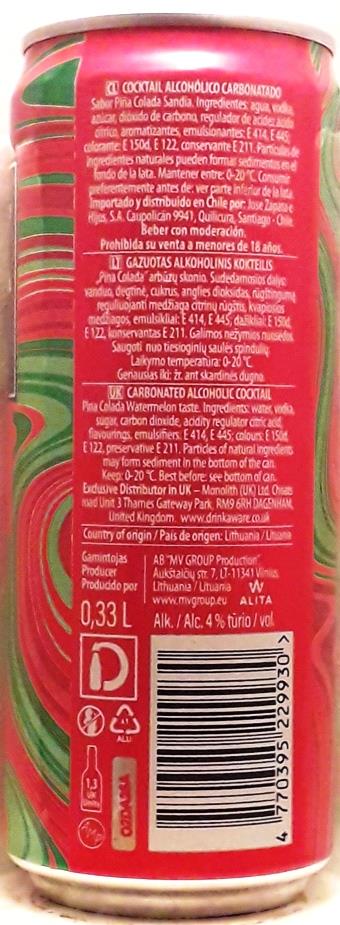 CL COCKTAIL ALCOHÓLICO CARBONATADO
Sabor Piña Colada Sandía. Ingredientes: agua, vodka,
azúcar, dióxido de carbono, regulador de acidez: ácido
cítrico, aromatizantes, emulsionantes: E 414, E 445;
colorante: E 150d, E 122, conservante E 211. Partículas de
ingredientes naturales pueden formar sedimentos en el
fondo de la lata. Mantener entre: 0-20 °C. Consumir
preferentemente antes de: ver parte inferior de la lata.
Importado y distribuido en Chile por: Jose Zapata e
Hijos, S.A. Caupolicán 9941, Quilicura, Santiago - Chile.
Beber con moderación.
Prohibida su venta a menores de 18 años.
LT GAZUOTAS ALKOHOLINIS KOKTEILIS
„Pina Colada" arbūzų skonio. Sudedamosios dalys:
vanduo, degtinė, cukrus, anglies dioksidas, rūgštingumą
reguliuojanti medžiaga citrinų rūgštis, kvapiosios
medžiagos, emulsikliai: E 414, E 445, dažikliai: E 150d,
E 122, konservantas E 211. Galimos nežymios nuosėdos.
Saugoti nuo tiesioginių saulės spindulių.
Laikymo temperatūra: 0-20 °C.
Geriausias iki: žr. ant skardinės dugno.
UK CARBONATED ALCOHOLIC COCKTAIL
Pina Colada Watermelon taste. Ingredients: water, vodka,
sugar, carbon dioxide, acidity regulator citric acid,
flavourings, emulsifiers: E 414, E 445; colours: E 150d,
E 122, preservative E 211. Particles of natural ingredients
may form sediment in the bottom of the can.
Keep: 0-20 °C. Best before: see bottom of can.
Exclusive Distributor in UK – Monolith (UK) Ltd.
road Unit 3 Thames Gateway Park, RM9 6RH DAGENHAM,
United Kingdom. www.drinkaware.co.uk
Country of origin / País de origen: Lithuania / Lituania
Gamintojas
Producer
Producido por
AB "MV GROUP Production"
Aukštaičių str. 7, LT-11341 Vilnius,
Lithuania / Lituania
www.mvgroup.eu
ALITA
0,33 L
Alk. / Alc. 4 % tūrio / vol.
D
41
ALU
1,3
UK
Units
4 770395 229930 >